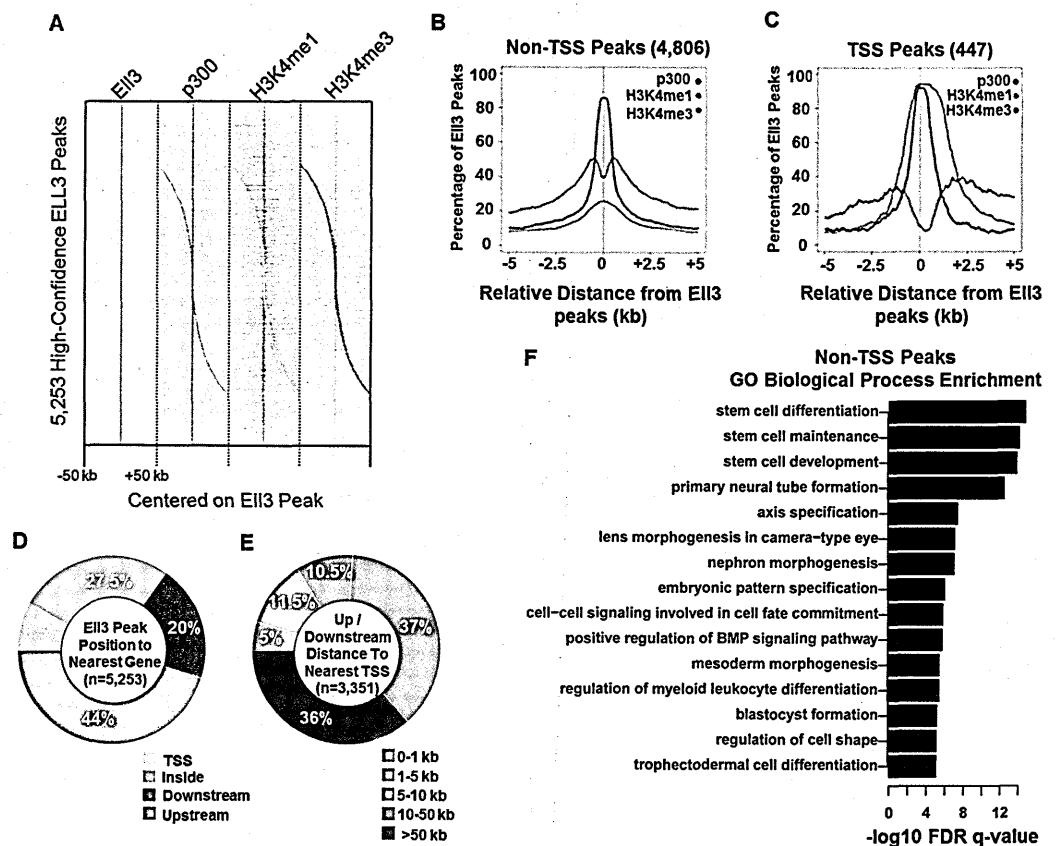 A
Ell3
p300
H3K4me1
H3K4me3
5,253 High-Confidence ELL3 Peaks
-50 kb
+50 kb
Centered on Ell3 Peak
B
Non-TSS Peaks (4,806)
Percentage of Ell3 Peaks
100
80
60
40
20
0
p300
H3K4me1
H3K4me3
-5
-2.5
0
+2.5
+5
Relative Distance from Ell3
peaks (kb)
C
TSS Peaks (447)
Percentage of Ell3 Peaks
100
80
60
40
20
0
p300
H3K4me1
H3K4me3
-5
-2.5
0
+2.5
+5
Relative Distance from Ell3
peaks (kb)
D
27.5%
20%
44%
Ell3 Peak
Position to
Nearest Gene
(n=5,253)
TSS
Inside
Downstream
Upstream
E
10.5%
11.5%
5%
37%
36%
Up /
Downstream
Distance To
Nearest TSS
(n=3,351)
0-1 kb
1-5 kb
5-10 kb
10-50 kb
>50 kb
F
Non-TSS Peaks
GO Biological Process Enrichment
stem cell differentiation
stem cell maintenance
stem cell development
primary neural tube formation
axis specification
lens morphogenesis in camera-type eye
nephron morphogenesis
embryonic pattern specification
cell-cell signaling involved in cell fate commitment
positive regulation of BMP signaling pathway
mesoderm morphogenesis
regulation of myeloid leukocyte differentiation
blastocyst formation
regulation of cell shape
trophectodermal cell differentiation
0 4 8 12
-log10 FDR q-value